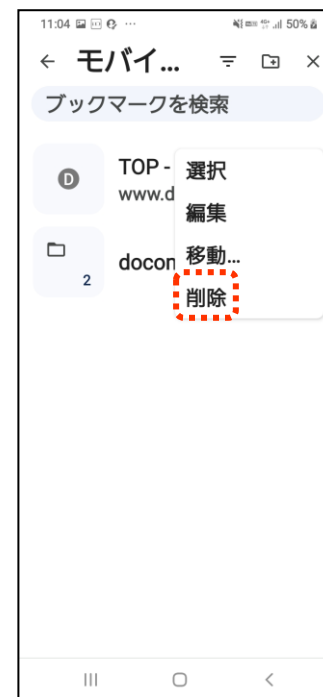 11:04 ··· 50%
モバイ...
ブックマークを検索
D
TOP -
www.d
選択
編集
移動...
2
docon
削除